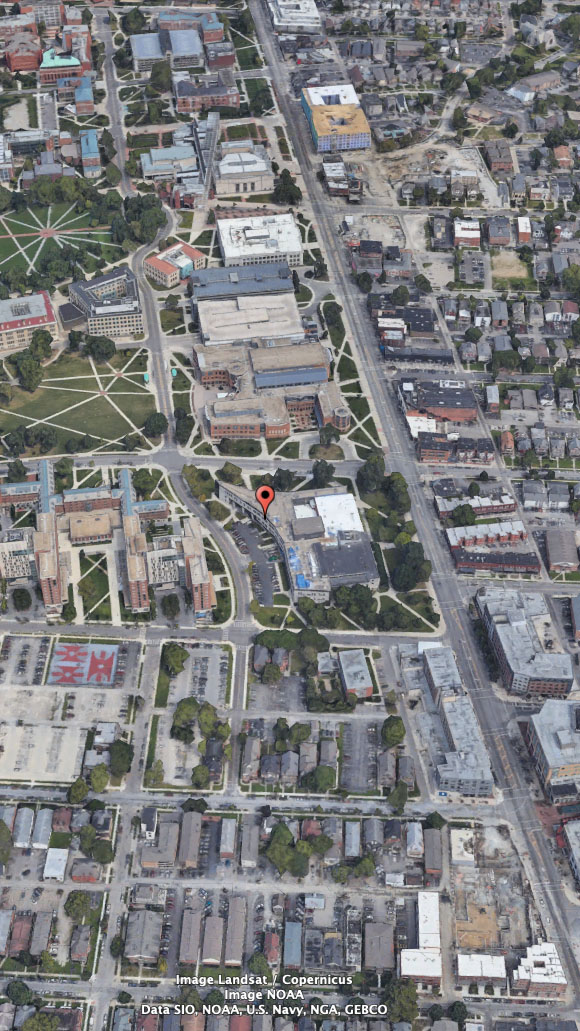 Image Landsat / Copernicus
Image NOAA
Data SIO, NOAA, U.S. Navy, NGA, GEBCO